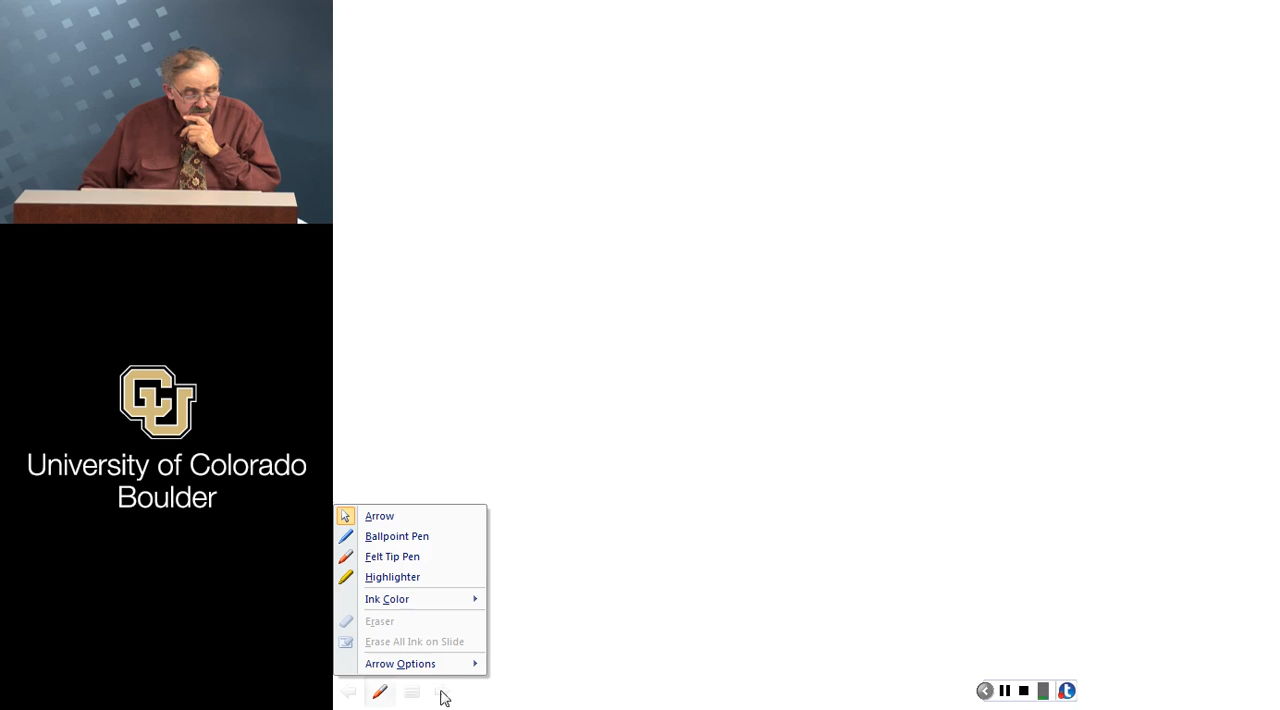 CU
University of Colorado
Boulder
Arrow
Ballpoint Pen
Felt Tip Pen
Highlighter
Ink Color
Eraser
Erase All Ink on Slide
Arrow Options
t